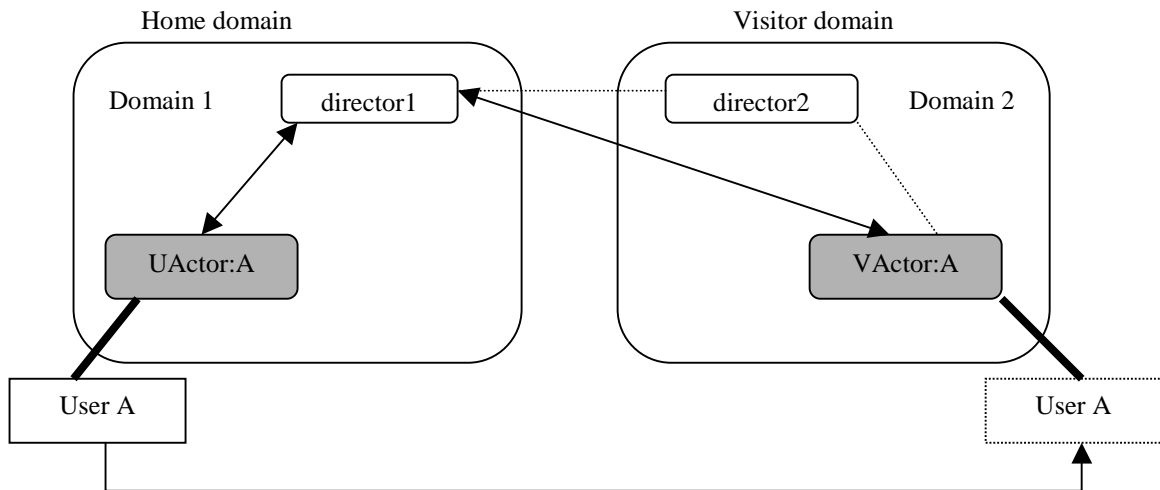 Home domain
Visitor domain
Domain 1
director1
director2
Domain 2
UActor:A
VActor:A
User A
User A